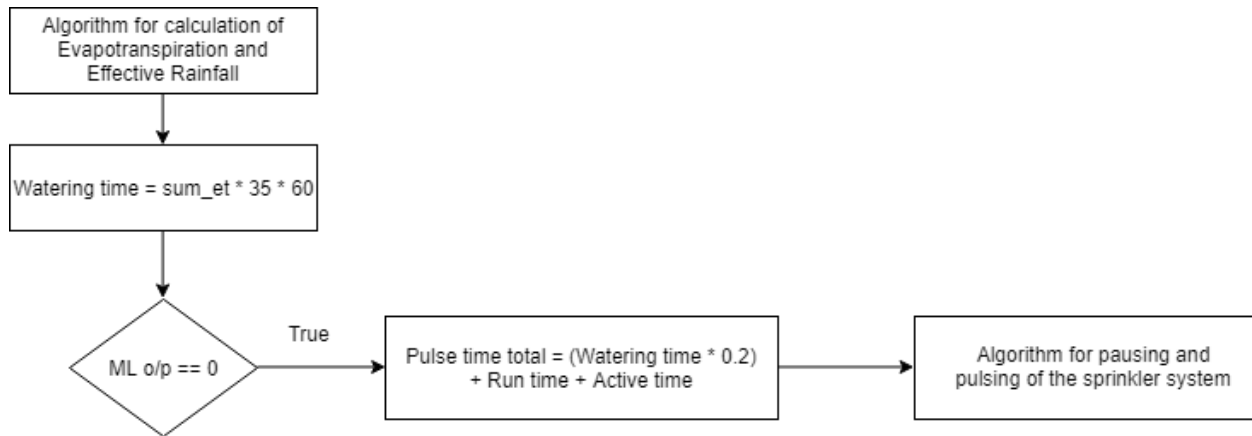 Algorithm for calculation of
Evapotranspiration and
Effective Rainfall
Watering time = sum_et * 35 * 60
ML o/p == 0
True
Pulse time total = (Watering time * 0.2)
+ Run time + Active time
Algorithm for pausing and
pulsing of the sprinkler system